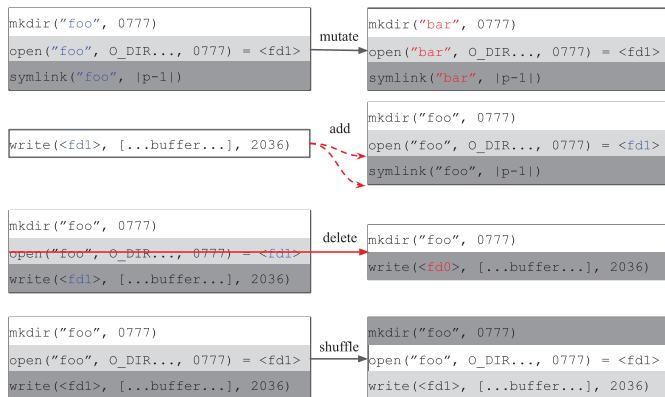 mkdir(”foo”, 0777)
open(”foo”, O_DIR..., 0777) = <fd1>
symlink(”foo”, |p-1|)
mutate
mkdir(”bar”, 0777)
open(”bar”, O_DIR..., 0777) = <fd1>
symlink(”bar”, |p-1|)
write(<fd1>, [...buffer...], 2036)
add
mkdir(”foo”, 0777)
open(”foo”, O_DIR..., 0777) = <fd1>
symlink(”foo”, |p-1|)
mkdir(”foo”, 0777)
open(”foo”, O_DIR..., 0777) = <fd1>
write(<fd1>, [...buffer...], 2036)
delete
mkdir(”foo”, 0777)
write(<fd0>, [...buffer...], 2036)
mkdir(”foo”, 0777)
open(”foo”, O_DIR..., 0777) = <fd1>
write(<fd1>, [...buffer...], 2036)
shuffle
mkdir(”foo”, 0777)
open(”foo”, O_DIR..., 0777) = <fd1>
write(<fd1>, [...buffer...], 2036)